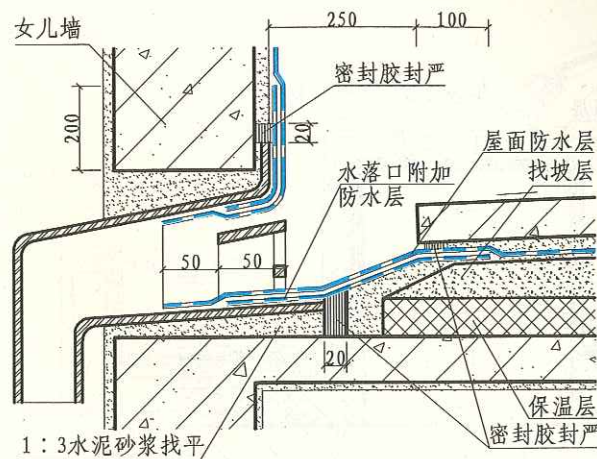 250
100
女儿墙
密封胶封严
200
20
屋面防水层
找坡层
水落口附加
防水层
50
50
20
保温层
密封胶封严
1：3水泥砂浆找平